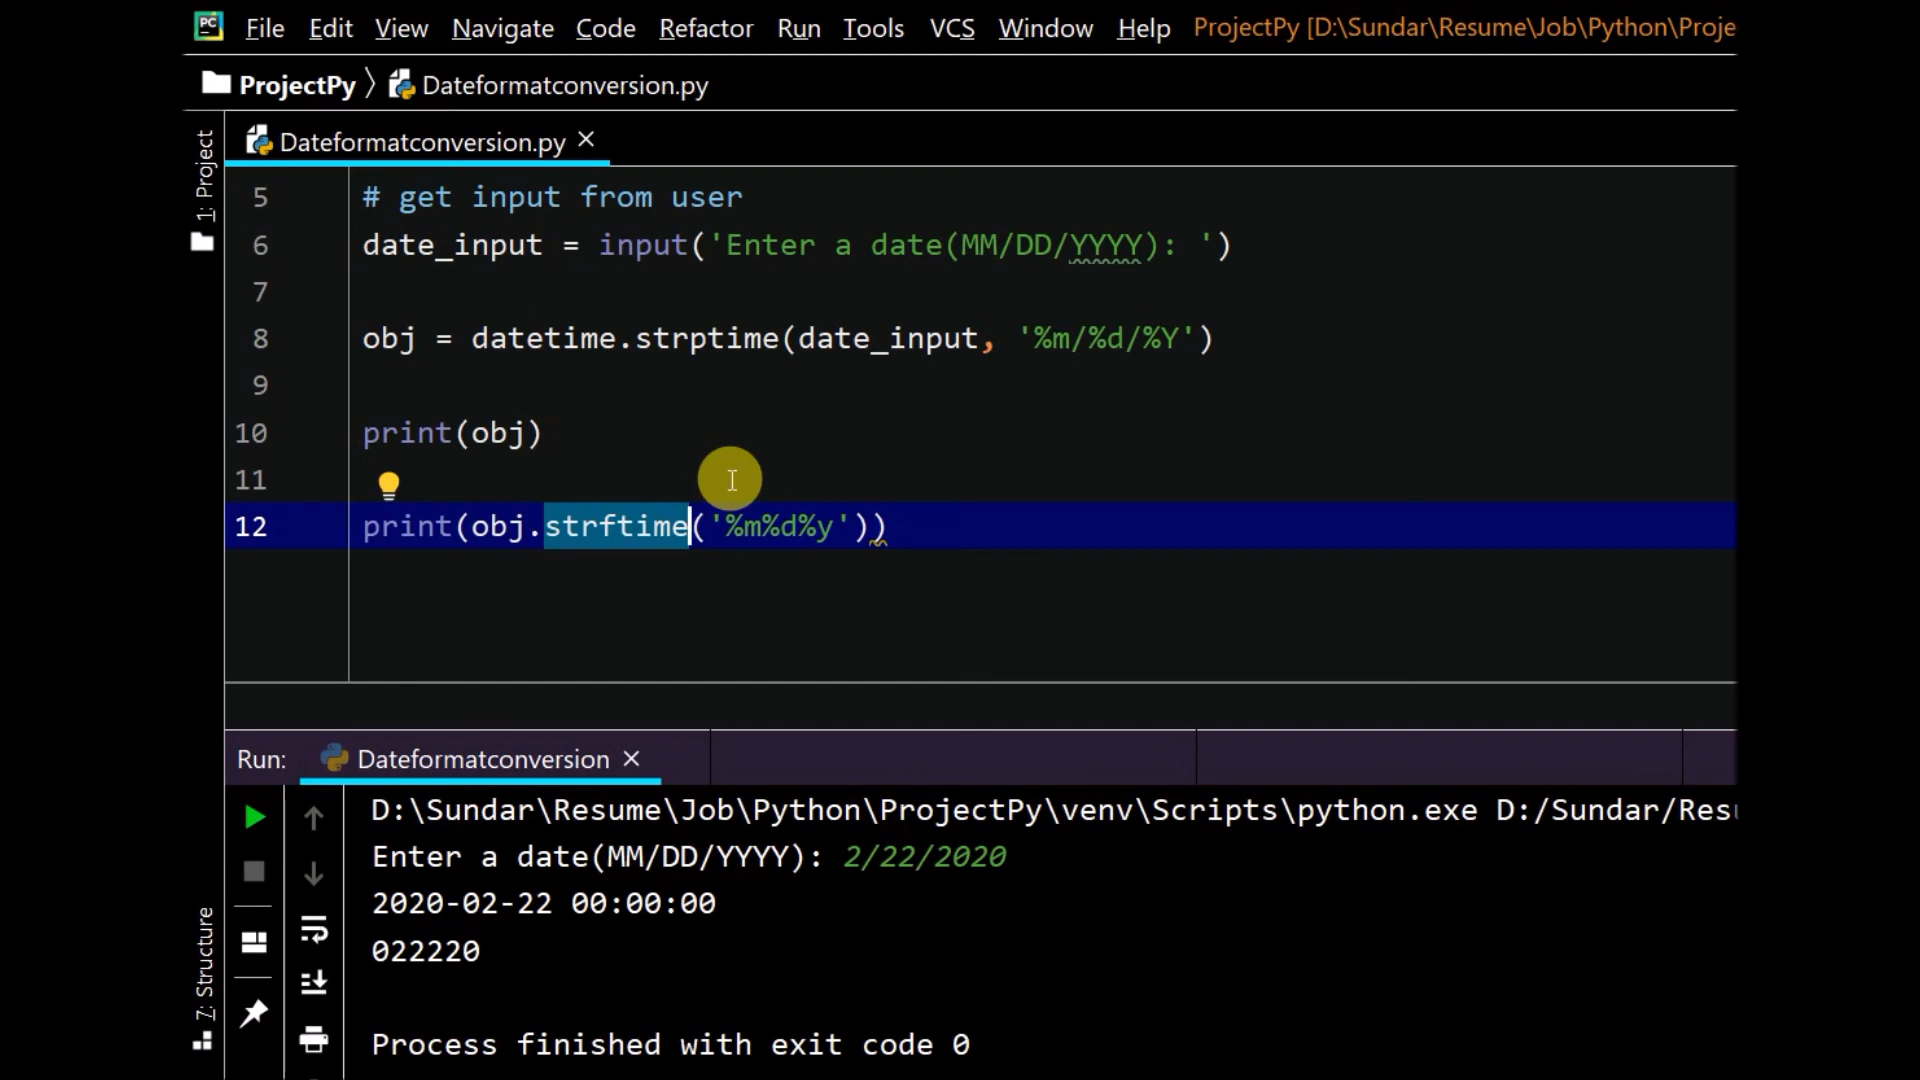 PC File Edit View Navigate Code Refactor Run Tools VCS Window Help ProjectPy [D:\Sundar\Resume\Job\Python\Proje
ProjectPy Dateformatconversion.py
Dateformatconversion.py
1: Project
5 # get input from user
6 date_input = input('Enter a date(MM/DD/YYYY): ')
7
8 obj = datetime.strptime(date_input, '%m/%d/%Y')
9
10 print(obj)
11
12 print(obj.strftime('%m%d%y'))
Run: Dateformatconversion
D:\Sundar\Resume\Job\Python\ProjectPy\venv\Scripts\python.exe D:/Sundar/Resu
Enter a date(MM/DD/YYYY): 2/22/2020
2020-02-22 00:00:00
022220
7: Structure
Process finished with exit code 0